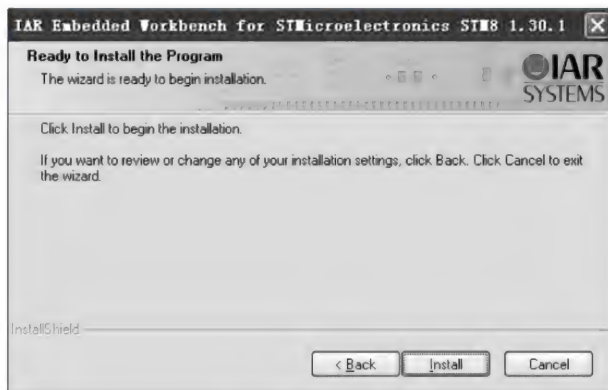 IAR Embedded Workbench for STMicroelectronics STM8 1.30.1
Ready to Install the Program
The wizard is ready to begin installation.
IAR
SYSTEMS
Click Install to begin the installation.
If you want to review or change any of your installation settings, click Back. Click Cancel to exit
the wizard.
InstallShield
< Back
Install
Cancel